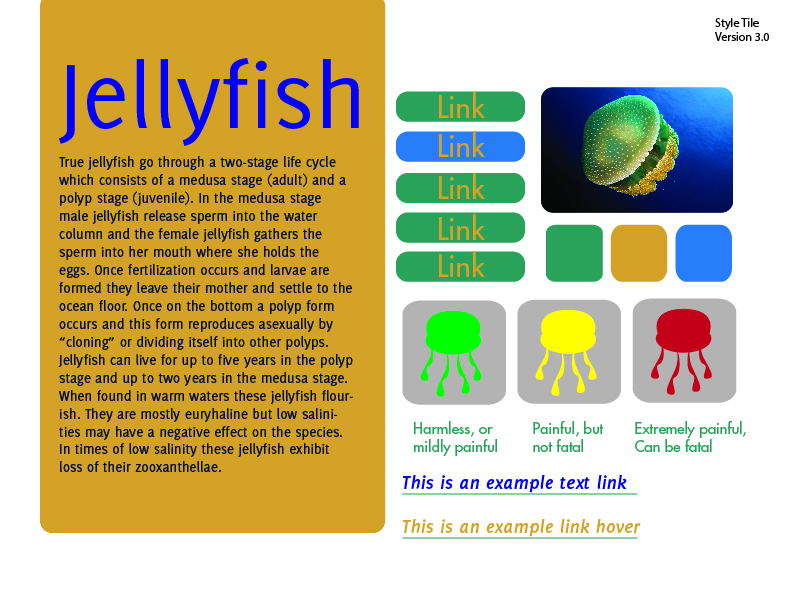 Style Tile
Version 3.0
Jellyfish
True jellyfish go through a two-stage life cycle
which consists of a medusa stage (adult) and a
polyp stage (juvenile). In the medusa stage
male jellyfish release sperm into the water
column and the female jellyfish gathers the
sperm into her mouth where she holds the
eggs. Once fertilization occurs and larvae are
formed they leave their mother and settle to the
ocean floor. Once on the bottom a polyp form
occurs and this form reproduces asexually by
“cloning” or dividing itself into other polyps.
Jellyfish can live for up to five years in the polyp
stage and up to two years in the medusa stage.
When found in warm waters these jellyfish flour-
ish. They are mostly euryhaline but low salini-
ties may have a negative effect on the species.
In times of low salinity these jellyfish exhibit
loss of their zooxanthellae.
Link
Link
Link
Link
Link
Harmless, or
mildly painful
Painful, but
not fatal
Extremely painful,
Can be fatal
This is an example text link
This is an example link hover